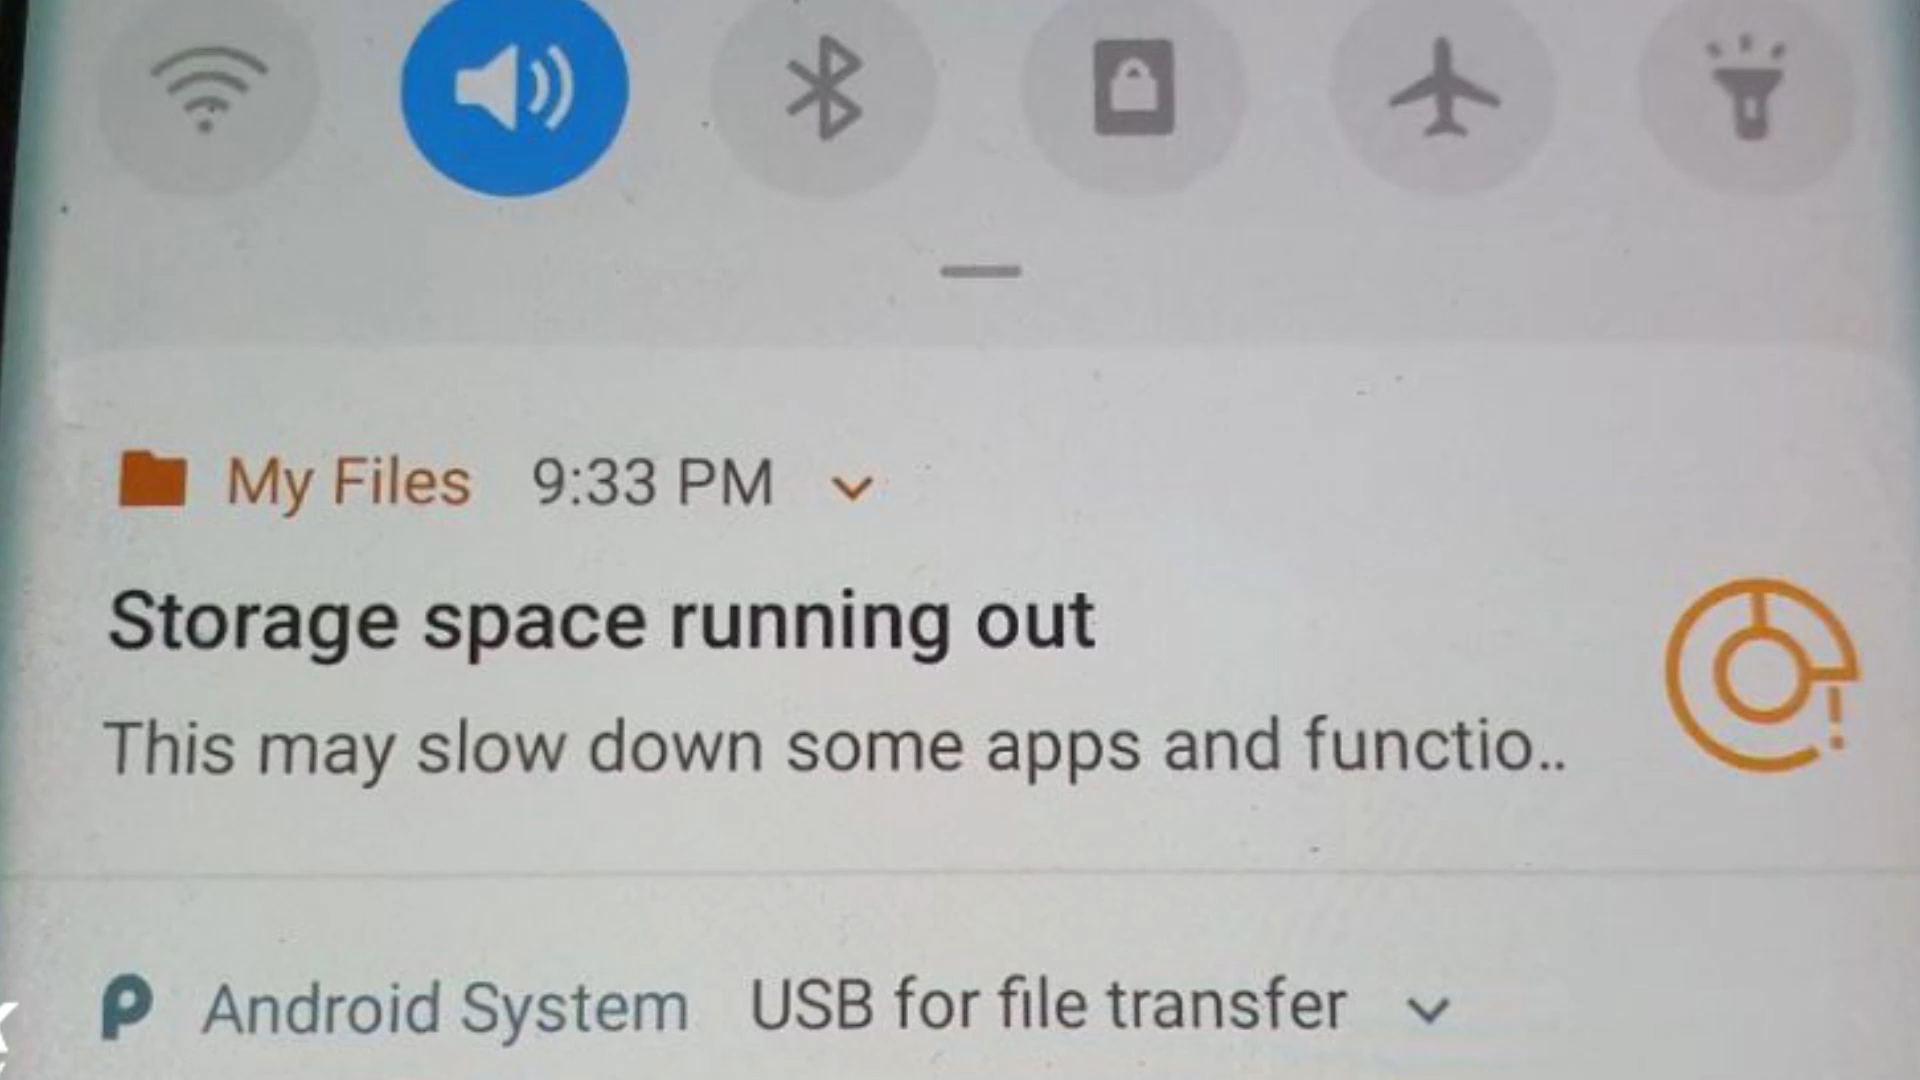 My Files 9:33 PM
Storage space running out
This may slow down some apps and functio..
Android System USB for file transfer